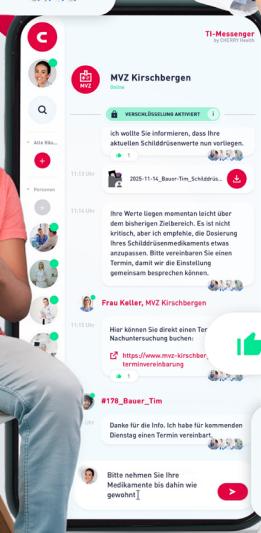 TI-Messenger
by CHERRY Health
C
MVZ
MVZ Kirschbergen
Online
VERSCHLÜSSELUNG AKTIVIERT
ich wollte Sie informieren, dass Ihre
aktuellen Schilddrüsenwerte nun vorliegen.
1
11:13 Uhr
2025-11-14_Bauer-Tim_Schilddrüs...
11:14 Uhr
Ihre Werte liegen momentan leicht über
dem bisherigen Zielbereich. Es ist nicht
kritisch, aber ich empfehle, die Dosierung
Ihres Schilddrüsenmedikaments etwas
anzupassen. Bitte vereinbaren Sie einen
Termin, damit wir die Einstellung
gemeinsam besprechen können.
Personen
Frau Keller, MVZ Kirschbergen
11:15 Uhr
Hier können Sie direkt einen
Nachuntersuchung buchen:
https://www.mvz-kirschber
terminvereinbarung
1
#178_Bauer_Tim
Uhr
Danke für die Info. Ich habe für kommenden
Dienstag einen Termin vereinbart.
Bitte nehmen Sie Ihre
Medikamente bis dahin wie
gewohnt